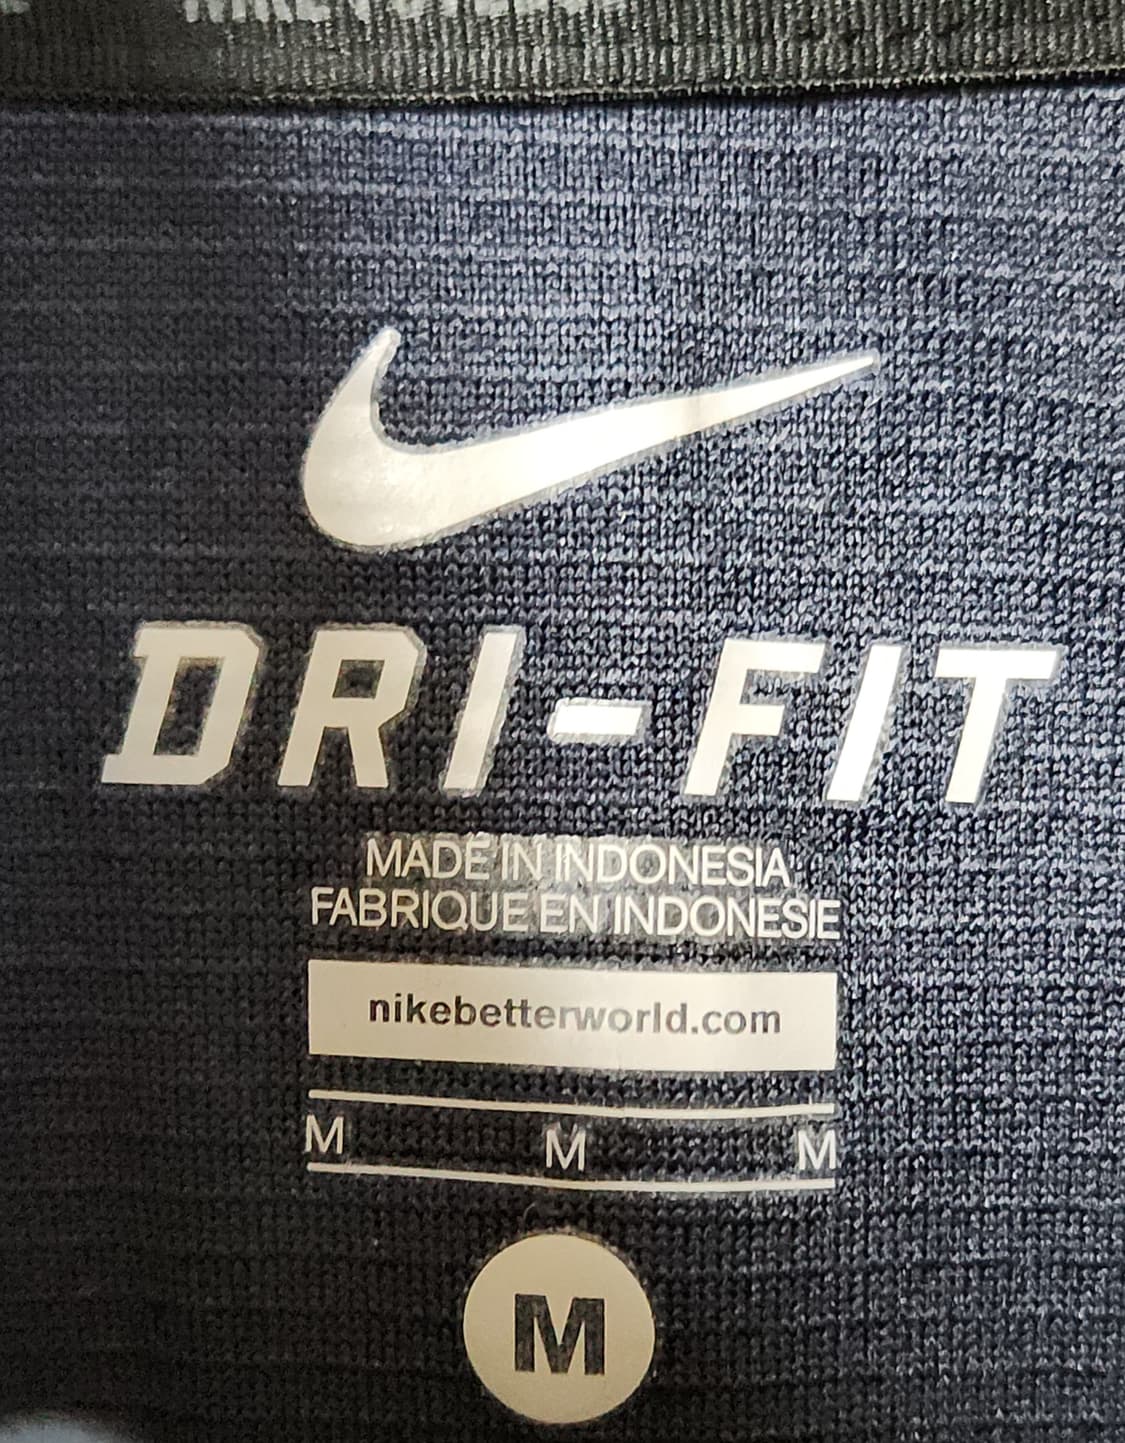 DRI-FIT
MADE IN INDONESIA
FABRIQUE EN INDONESIE
nikebetterworld.com
M M M
M